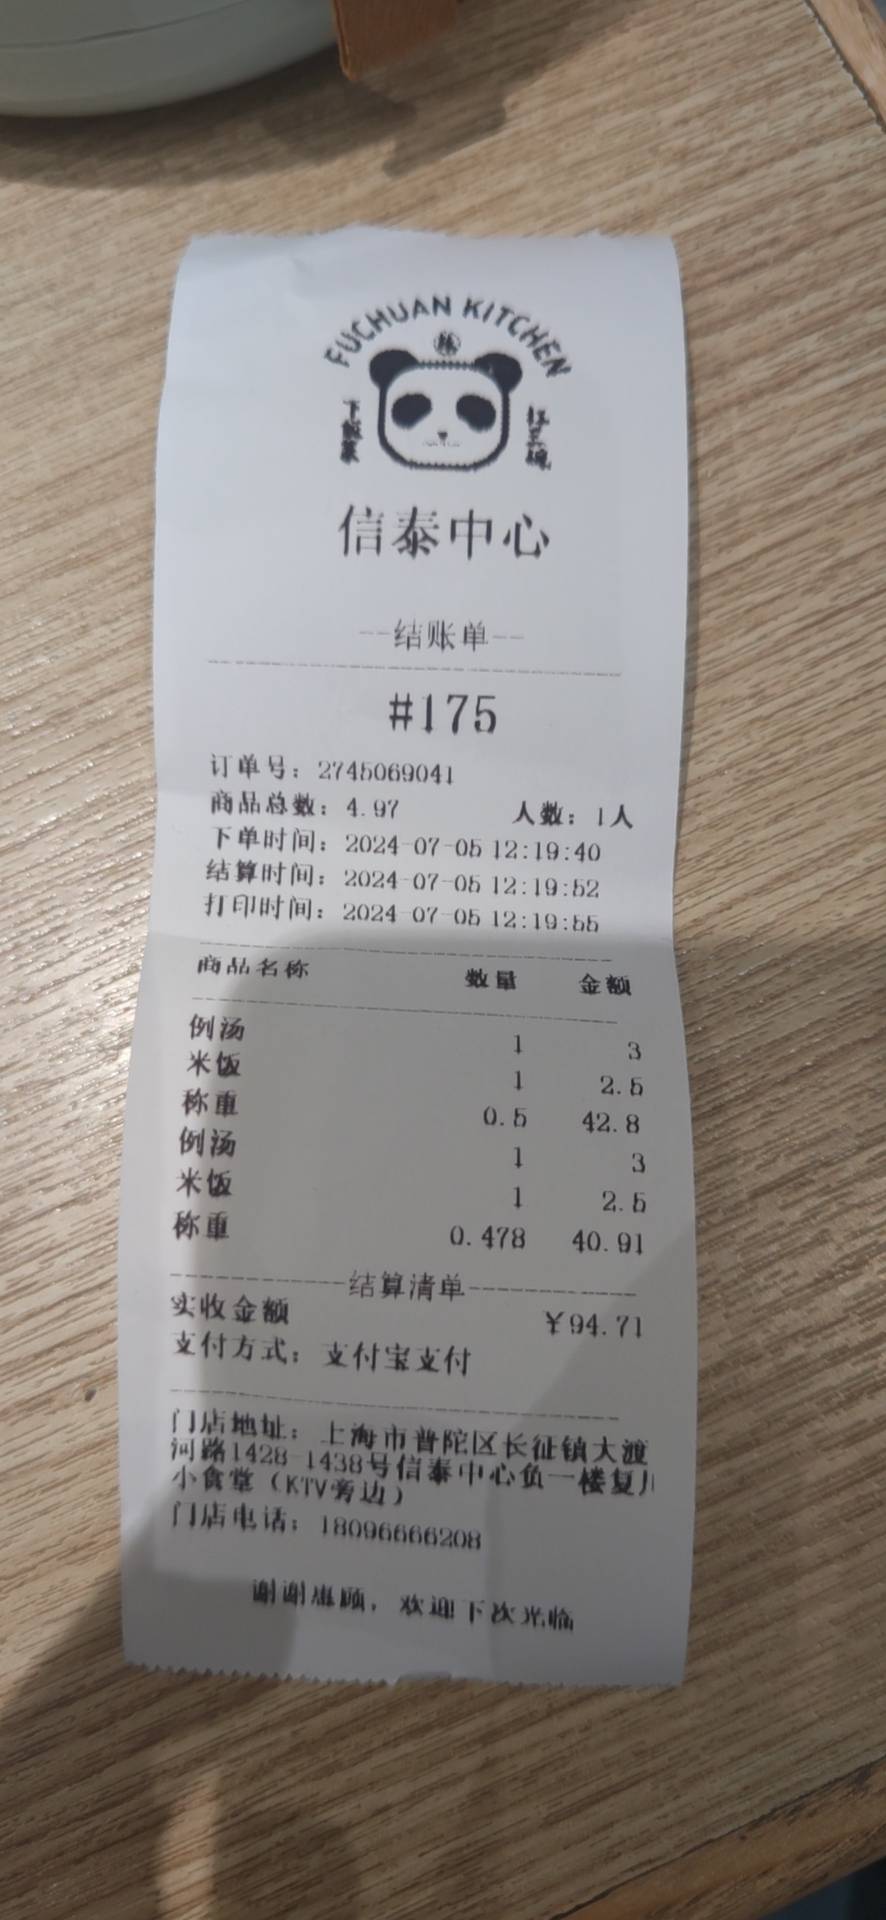 FUCHUAN KITCHEN
下飯菜
信泰中心
--结账单--
#175
订单号：2745069041
商品总数：4.97 人数：1人
下单时间：2024-07-05 12:19:40
结算时间：2024-07-05 12:19:52
打印时间：2024-07-05 12:19:55
商品名称 数量 金额
例汤 1 3
米饭 1 2.5
称重 0.5 42.8
例汤 1 3
米饭 1 2.5
称重 0.478 40.91
结算清单
实收金额 ￥94.71
支付方式：支付宝支付
门店地址：上海市普陀区长征镇大渡
河路1428-1438号信泰中心负一楼复川
小食堂（KTV旁边）
门店电话：18096666208
谢谢惠顾，欢迎下次光临